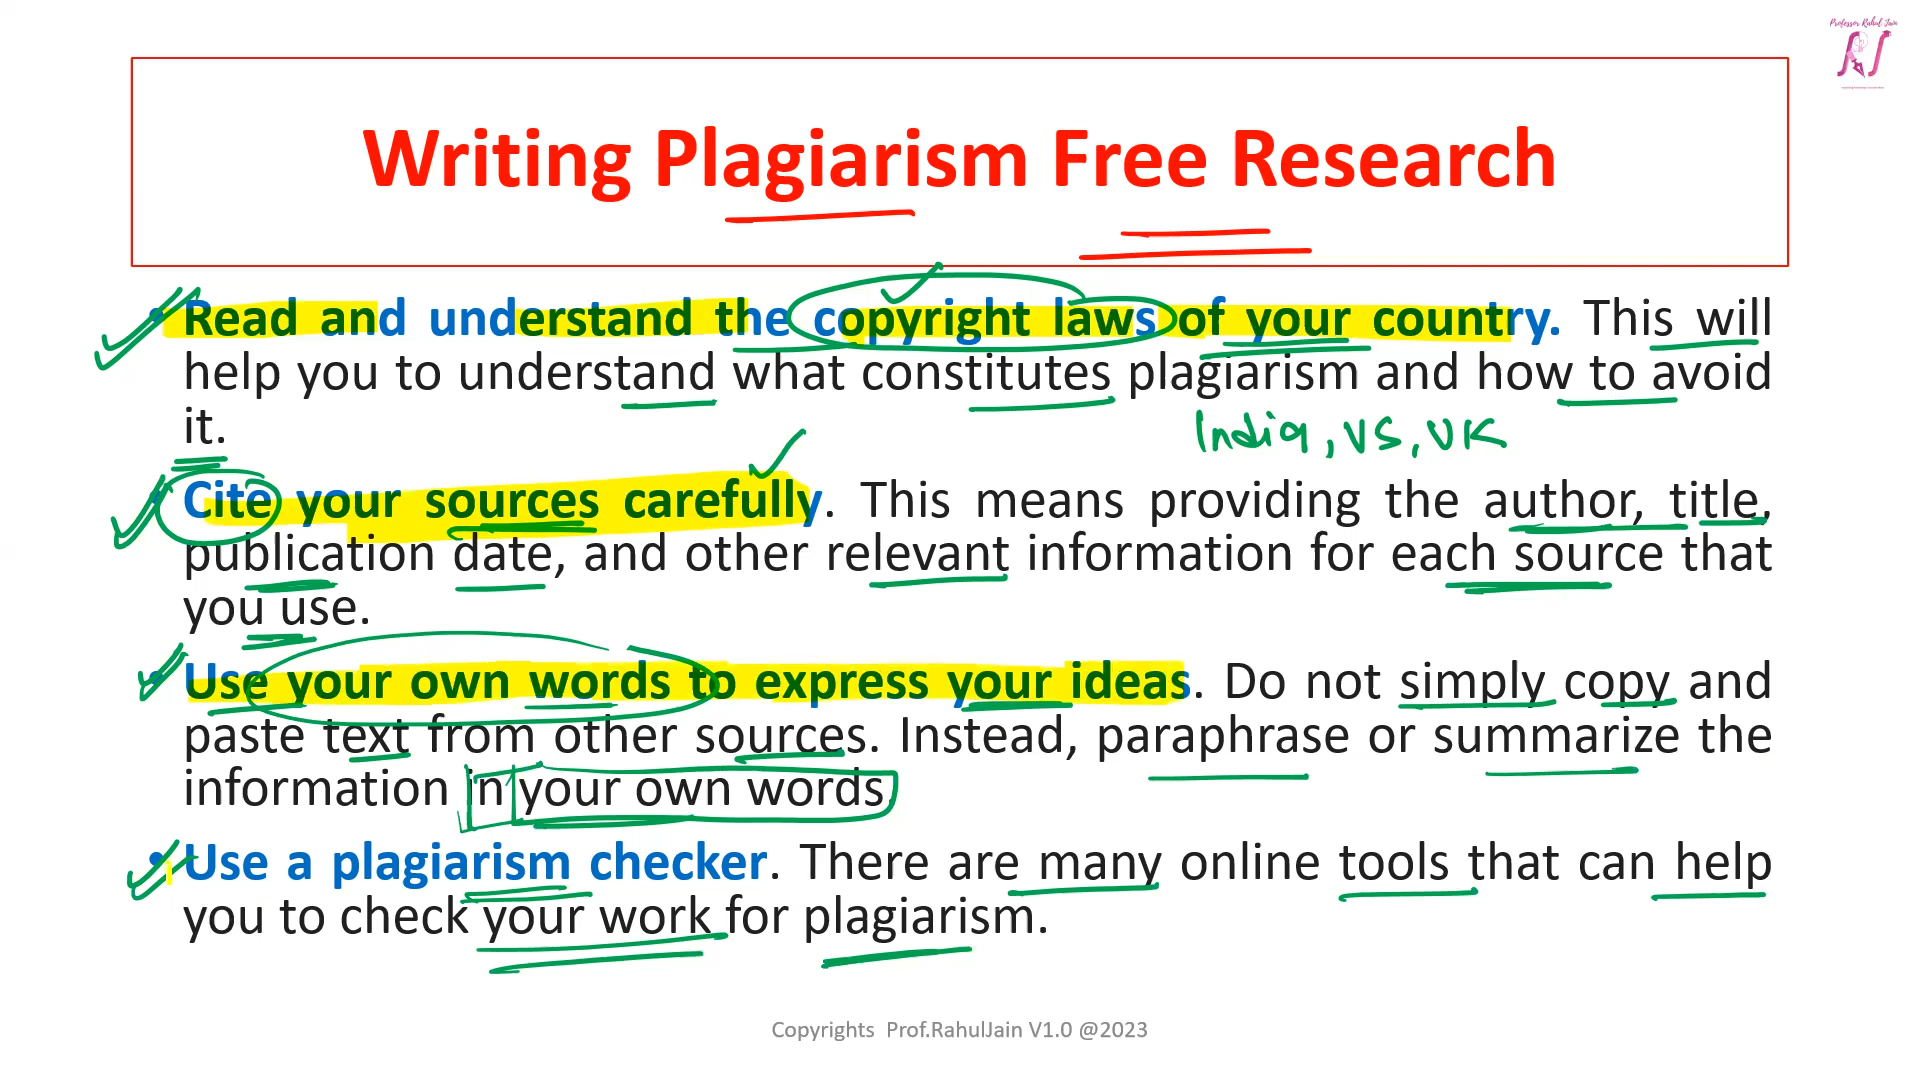 Professor Rahul Jain
Writing Plagiarism Free Research
• Read and understand the copyright laws of your country. This will
help you to understand what constitutes plagiarism and how to avoid
it.
India, US, UK
• Cite your sources carefully. This means providing the author, title,
publication date, and other relevant information for each source that
you use.
• Use your own words to express your ideas. Do not simply copy and
paste text from other sources. Instead, paraphrase or summarize the
information in your own words.
• Use a plagiarism checker. There are many online tools that can help
you to check your work for plagiarism.
Copyrights Prof.RahulJain V1.0 @2023